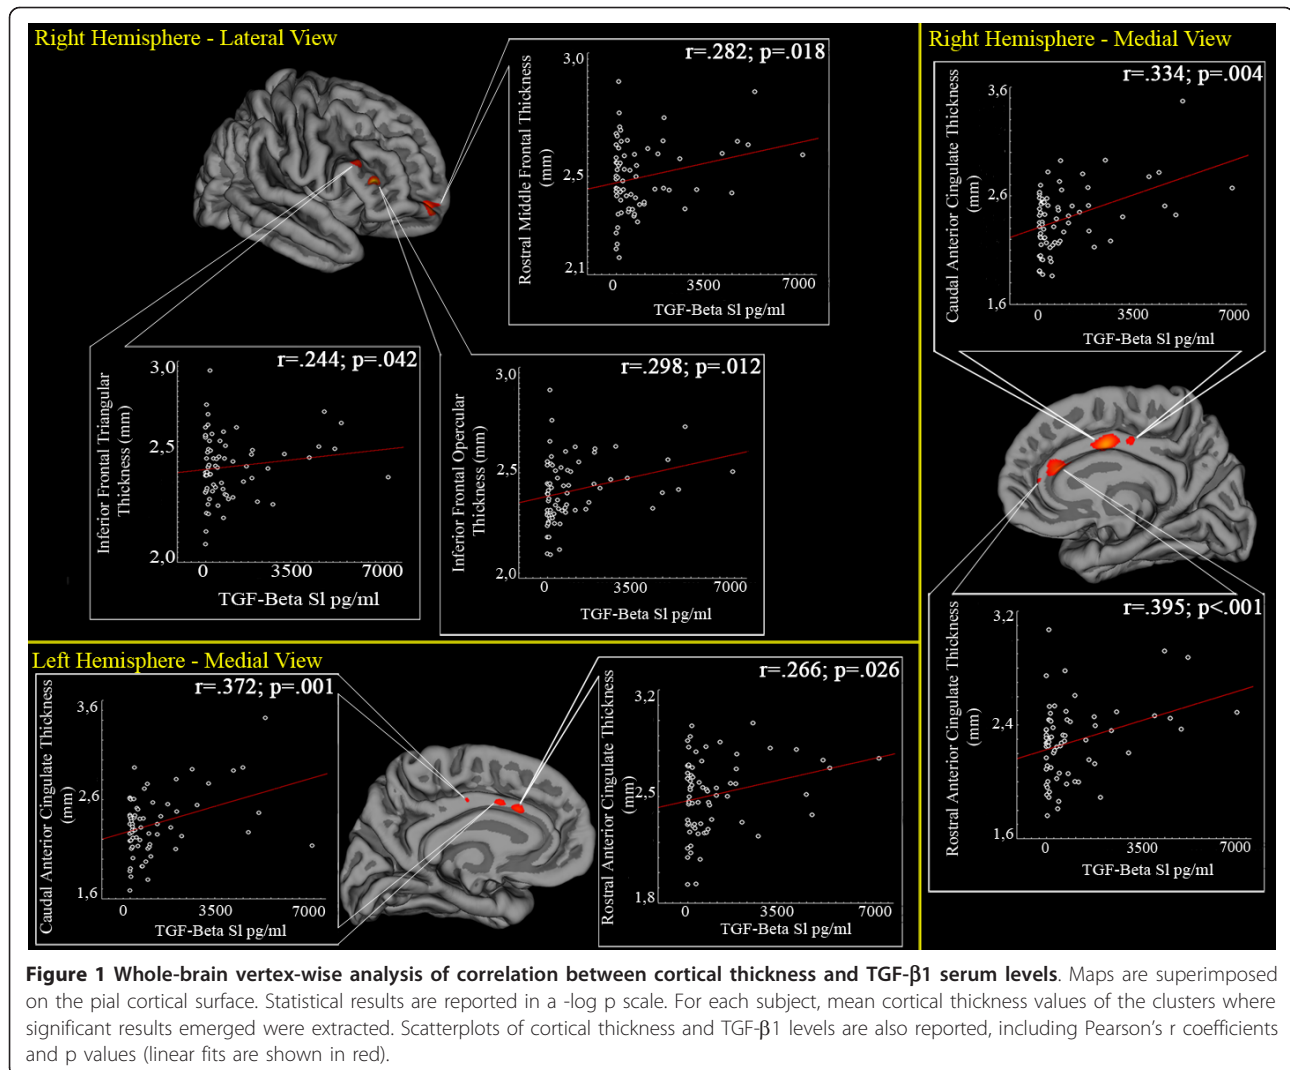 Right Hemisphere - Lateral View
r=.282; p=.018
Rostral Middle Frontal Thickness
(mm)
3,0
2,5
2,1
0 3500 7000
TGF-Beta Sl pg/ml
r=.244; p=.042
Inferior Frontal Triangular
Thickness (mm)
3,0
2,5
2,0
0 3500 7000
TGF-Beta Sl pg/ml
r=.298; p=.012
Inferior Frontal Opercular
Thickness (mm)
3,0
2,5
2,0
0 3500 7000
TGF-Beta Sl pg/ml
Right Hemisphere - Medial View
r=.334; p=.004
Caudal Anterior Cingulate Thickness
(mm)
3,6
2,6
1,6
0 3500 7000
TGF-Beta Sl pg/ml
r=.395; p<.001
Rostral Anterior Cingulate Thickness
(mm)
3,2
2,4
1,6
0 3500 7000
TGF-Beta Sl pg/ml
Left Hemisphere - Medial View
r=.372; p=.001
Caudal Anterior Cingulate Thickness
(mm)
3,6
2,6
1,6
0 3500 7000
TGF-Beta Sl pg/ml
r=.266; p=.026
Rostral Anterior Cingulate Thickness
(mm)
3,2
2,5
1,8
0 3500 7000
TGF-Beta Sl pg/ml
Figure 1 Whole-brain vertex-wise analysis of correlation between cortical thickness and TGF-β1 serum levels. Maps are superimposed
on the pial cortical surface. Statistical results are reported in a -log p scale. For each subject, mean cortical thickness values of the clusters where
significant results emerged were extracted. Scatterplots of cortical thickness and TGF-β1 levels are also reported, including Pearson's r coefficients
and p values (linear fits are shown in red).